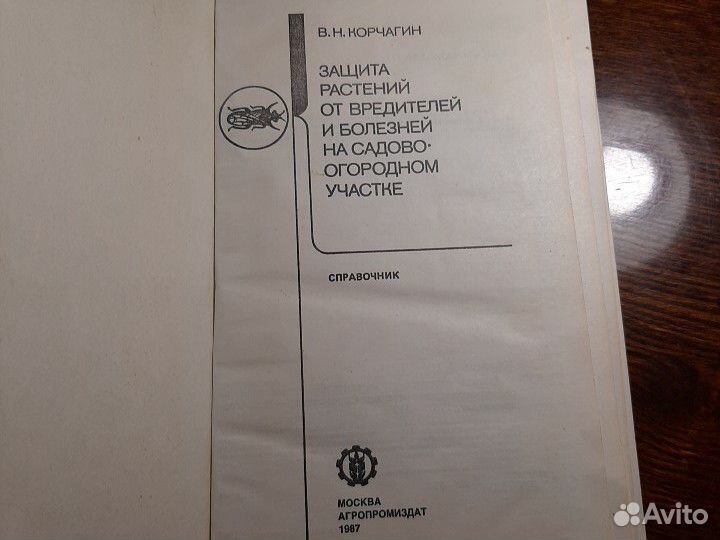 В. Н. КОРЧАГИН
ЗАЩИТА
РАСТЕНИЙ
ОТ ВРЕДИТЕЛЕЙ
И БОЛЕЗНЕЙ
НА САДОВО-
ОГОРОДНОМ
УЧАСТКЕ
СПРАВОЧНИК
МОСКВА
АГРОПРОМИЗДАТ
1987
Avito